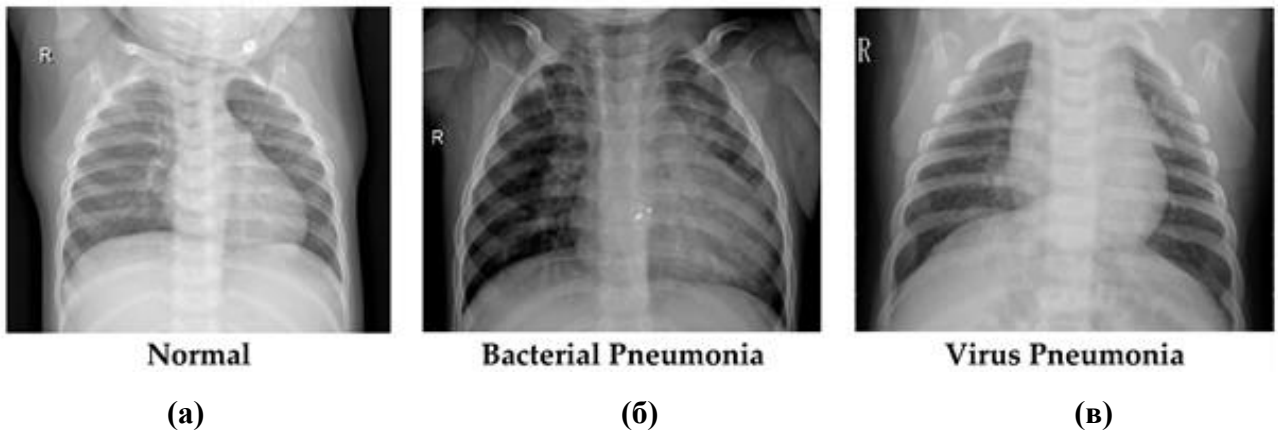 R
R
R
Normal
Bacterial Pneumonia
Virus Pneumonia
(а)
(б)
(в)